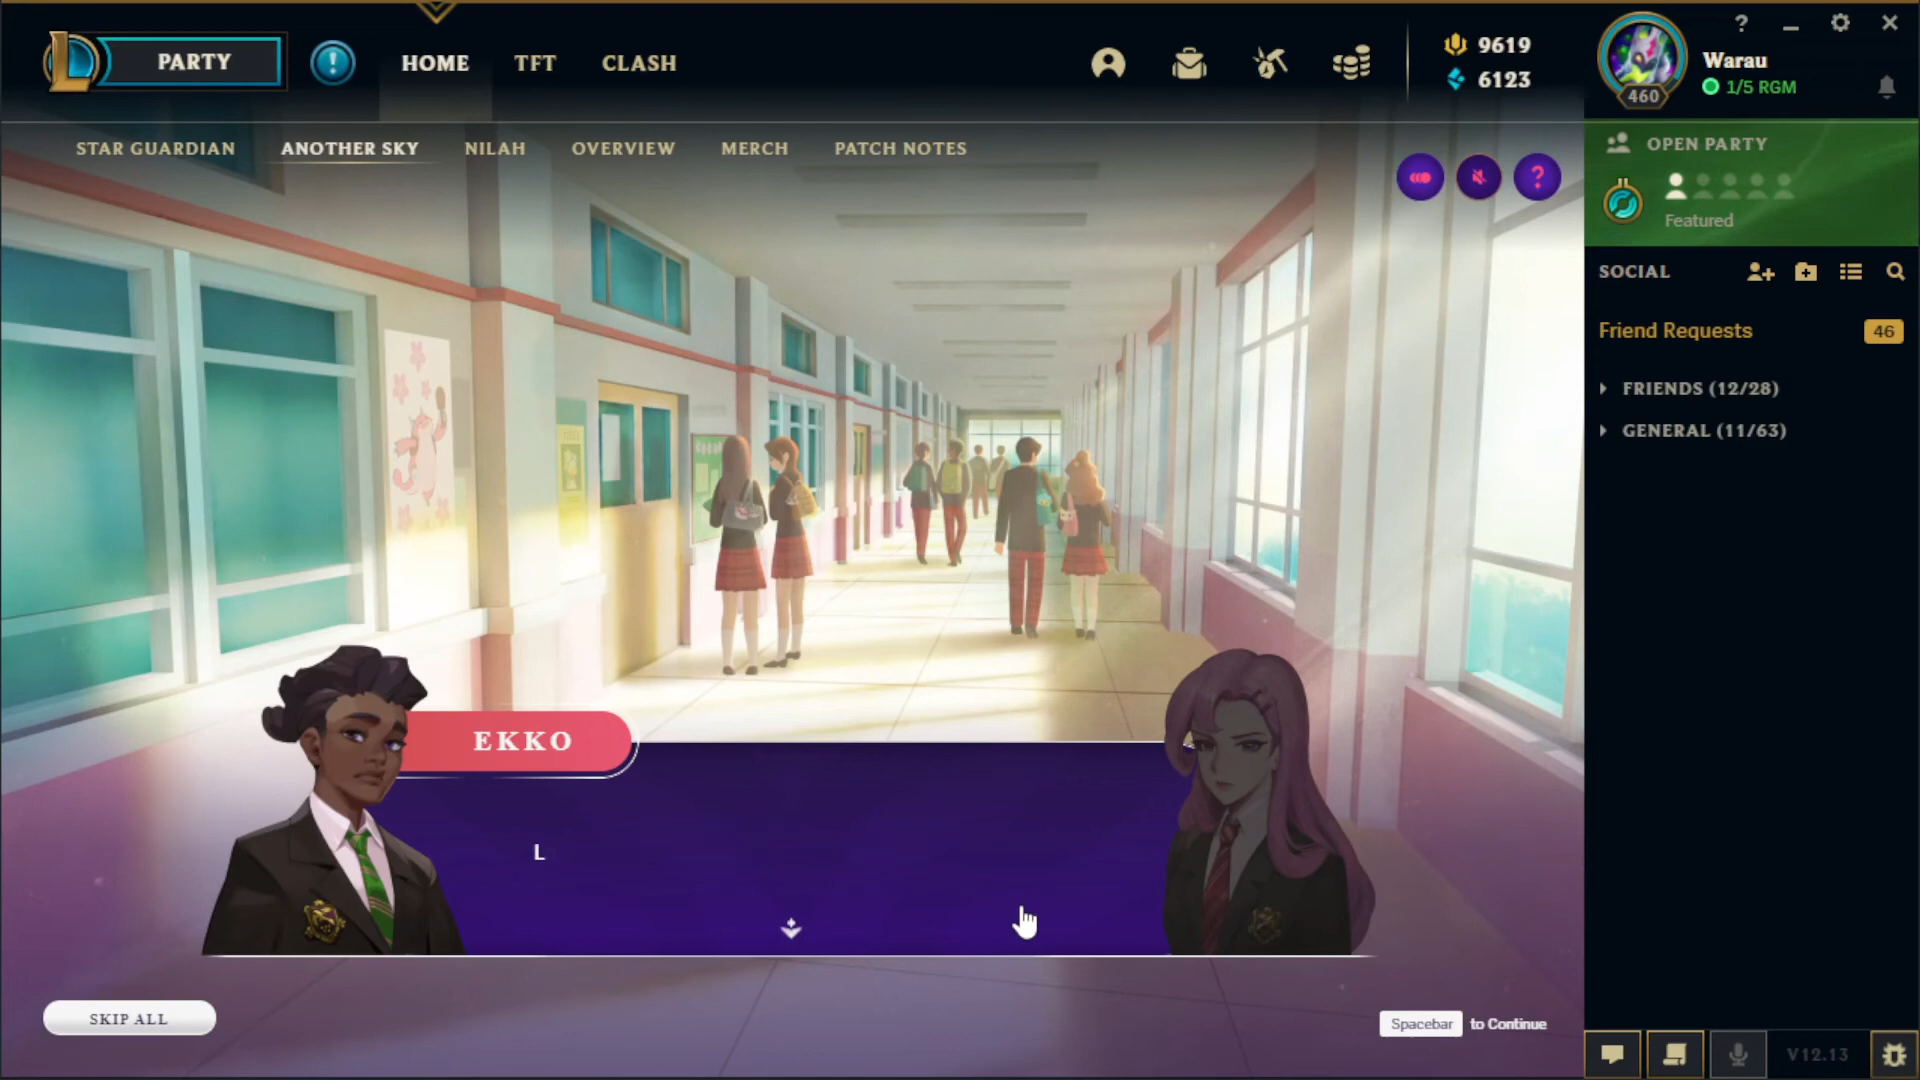 PARTY
HOME
TFT
CLASH
9619
6123
460
Warau
1/5 RGM
STAR GUARDIAN
ANOTHER SKY
NILAH
OVERVIEW
MERCH
PATCH NOTES
OPEN PARTY
Featured
SOCIAL
Friend Requests
46
FRIENDS (12/28)
GENERAL (11/63)
EKKO
L
SKIP ALL
Spacebar to Continue
V12.13